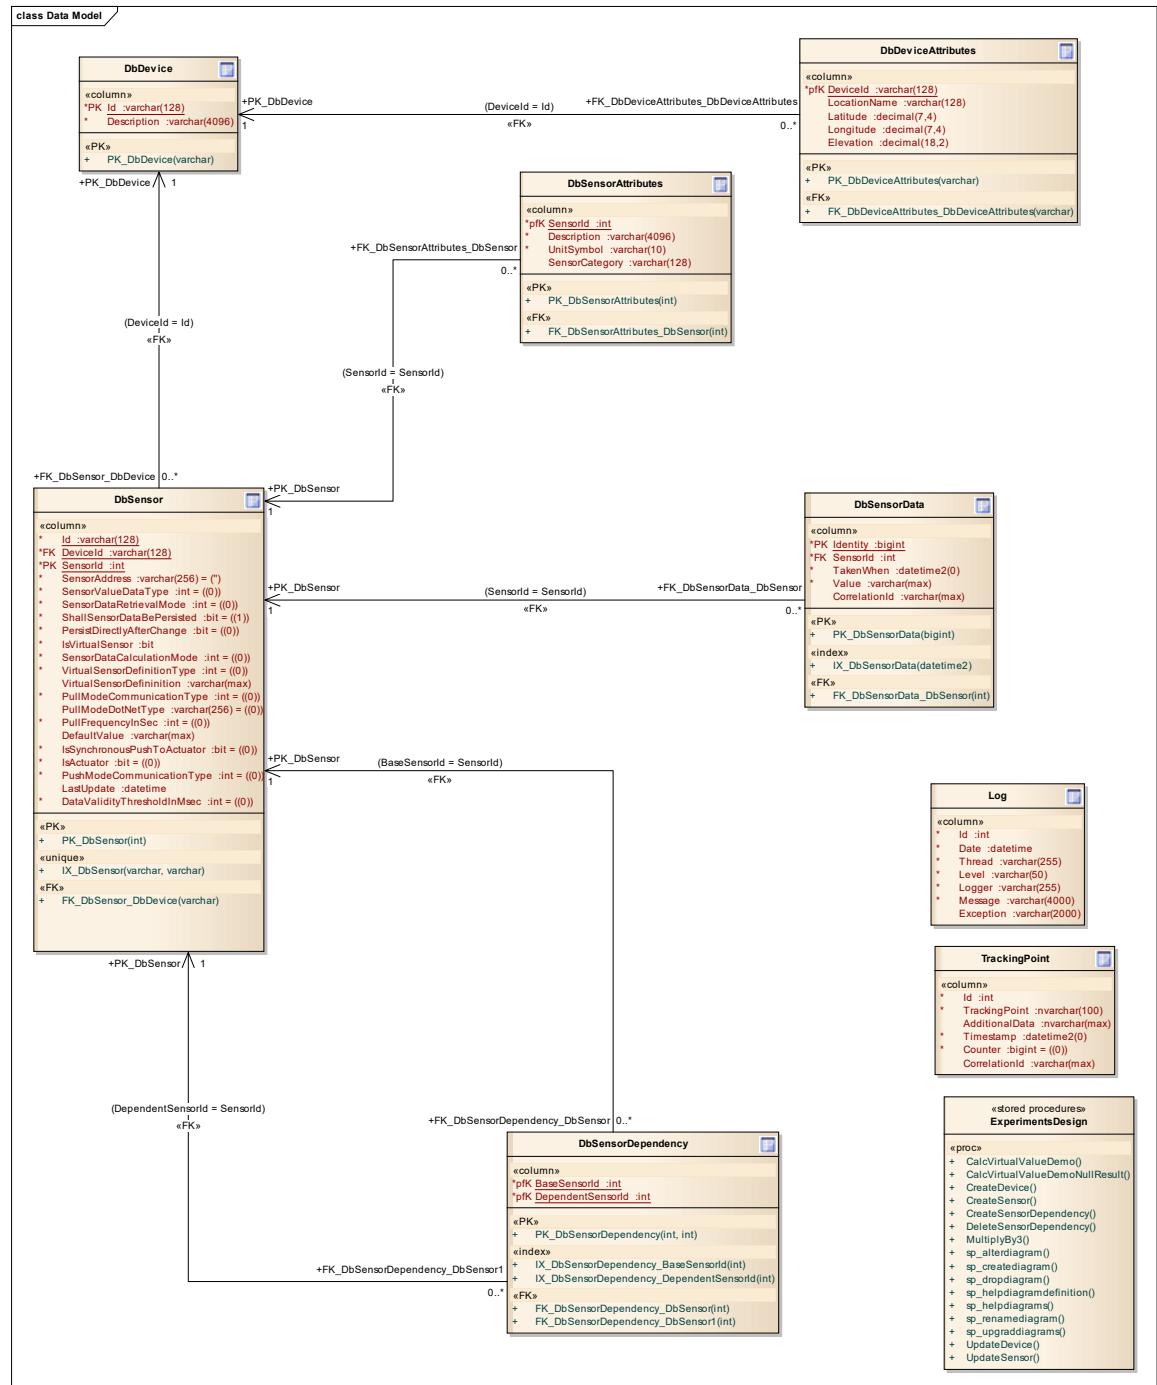 class Data Model
DbDevice
«column»
*PK Id :varchar(128)
* Description :varchar(4096)
«PK»
+ PK_DbDevice(varchar)
+PK_DbDevice
1
(DeviceId = Id)
«FK»
+FK_DbDeviceAttributes_DbDeviceAttributes
0..*
DbDeviceAttributes
«column»
*pfK DeviceId :varchar(128)
LocationName :varchar(128)
Latitude :decimal(7,4)
Longitude :decimal(7,4)
Elevation :decimal(18,2)
«PK»
+ PK_DbDeviceAttributes(varchar)
«FK»
+ FK_DbDeviceAttributes_DbDeviceAttributes(varchar)
+PK_DbDevice
1
(DeviceId = Id)
«FK»
+FK_DbSensor_DbDevice
0..*
DbSensorAttributes
«column»
*pfK SensorId :int
* Description :varchar(4096)
* UnitSymbol :varchar(10)
SensorCategory :varchar(128)
«PK»
+ PK_DbSensorAttributes(int)
«FK»
+ FK_DbSensorAttributes_DbSensor(int)
+FK_DbSensorAttributes_DbSensor
0..*
(SensorId = SensorId)
«FK»
+PK_DbSensor
1
DbSensor
«column»
* Id :varchar(128)
*FK DeviceId :varchar(128)
*PK SensorId :int
* SensorAddress :varchar(256) = ('')
* SensorValueDataType :int = ((0))
* SensorDataRetrievalMode :int = ((0))
* ShallSensorDataBePersisted :bit = ((1))
* PersistDirectlyAfterChange :bit = ((0))
* IsVirtualSensor :bit
* SensorDataCalculationMode :int = ((0))
* VirtualSensorDefinitionType :int = ((0))
VirtualSensorDefininition :varchar(max)
* PullModeCommunicationType :int = ((0))
PullModeDotNetType :varchar(256) = ((0))
* PullFrequencyInSec :int = ((0))
DefaultValue :varchar(max)
* IsSynchronousPushToActuator :bit = ((0))
* IsActuator :bit = ((0))
* PushModeCommunicationType :int = ((0))
LastUpdate :datetime
* DataValidityThresholdInMsec :int = ((0))
«PK»
+ PK_DbSensor(int)
«unique»
+ IX_DbSensor(varchar, varchar)
«FK»
+ FK_DbSensor_DbDevice(varchar)
+PK_DbSensor
1
(SensorId = SensorId)
«FK»
+FK_DbSensorData_DbSensor
0..*
DbSensorData
«column»
*PK Identity :bigint
*FK SensorId :int
* TakenWhen :datetime2(0)
* Value :varchar(max)
CorrelationId :varchar(max)
«PK»
+ PK_DbSensorData(bigint)
«index»
+ IX_DbSensorData(datetime2)
«FK»
+ FK_DbSensorData_DbSensor(int)
+PK_DbSensor
1
(BaseSensorId = SensorId)
«FK»
+FK_DbSensorDependency_DbSensor
0..*
+PK_DbSensor
1
(DependentSensorId = SensorId)
«FK»
+FK_DbSensorDependency_DbSensor1
0..*
DbSensorDependency
«column»
*pfK BaseSensorId :int
*pfK DependentSensorId :int
«PK»
+ PK_DbSensorDependency(int, int)
«index»
+ IX_DbSensorDependency_BaseSensorId(int)
+ IX_DbSensorDependency_DependentSensorId(int)
«FK»
+ FK_DbSensorDependency_DbSensor(int)
+ FK_DbSensorDependency_DbSensor1(int)
Log
«column»
* Id :int
* Date :datetime
* Thread :varchar(255)
* Level :varchar(50)
* Logger :varchar(255)
* Message :varchar(4000)
Exception :varchar(2000)
TrackingPoint
«column»
* Id :int
* TrackingPoint :nvarchar(100)
AdditionalData :nvarchar(max)
* Timestamp :datetime2(0)
* Counter :bigint = ((0))
CorrelationId :varchar(max)
«stored procedures»
ExperimentsDesign
«proc»
+ CalcVirtualValueDemo()
+ CalcVirtualValueDemoNullResult()
+ CreateDevice()
+ CreateSensor()
+ CreateSensorDependency()
+ DeleteSensorDependency()
+ MultiplyBy3()
+ sp_alterdiagram()
+ sp_creatediagram()
+ sp_dropdiagram()
+ sp_helpdiagramdefinition()
+ sp_helpdiagrams()
+ sp_renamediagram()
+ sp_upgraddiagrams()
+ UpdateDevice()
+ UpdateSensor()